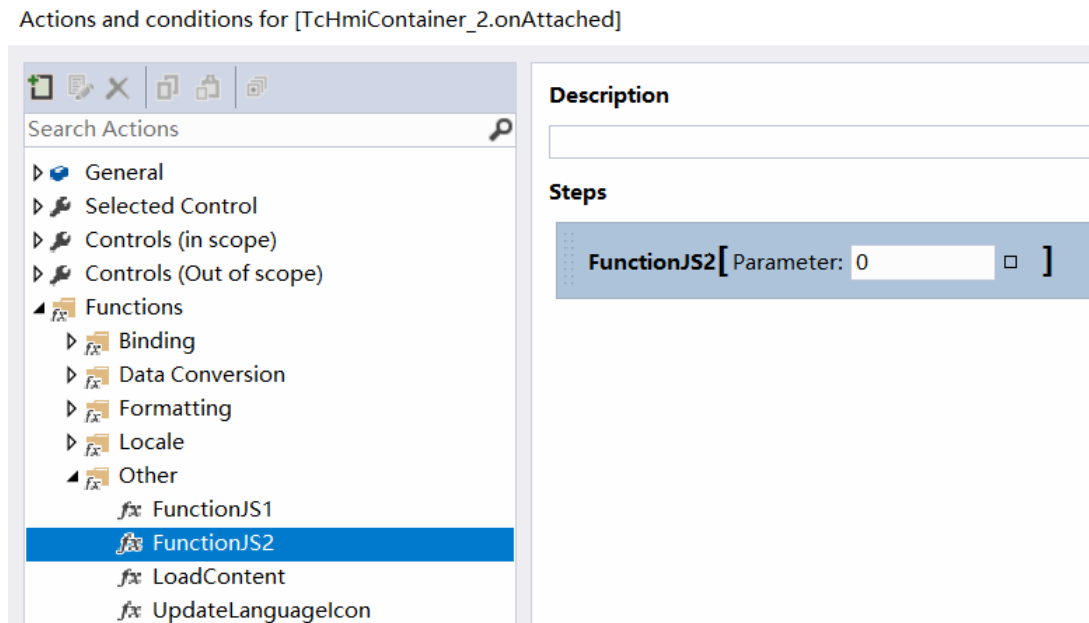 Actions and conditions for [TcHmiContainer_2.onAttached]
Search Actions
General
Selected Control
Controls (in scope)
Controls (Out of scope)
Functions
Binding
Data Conversion
Formatting
Locale
Other
FunctionJS1
FunctionJS2
LoadContent
UpdateLanguageIcon
Description
Steps
FunctionJS2[ Parameter: 0 ]